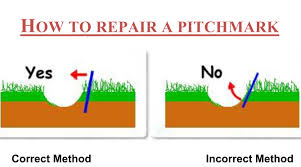 HOW TO REPAIR A PITCHMARK
Yes
No
Correct Method
Incorrect Method